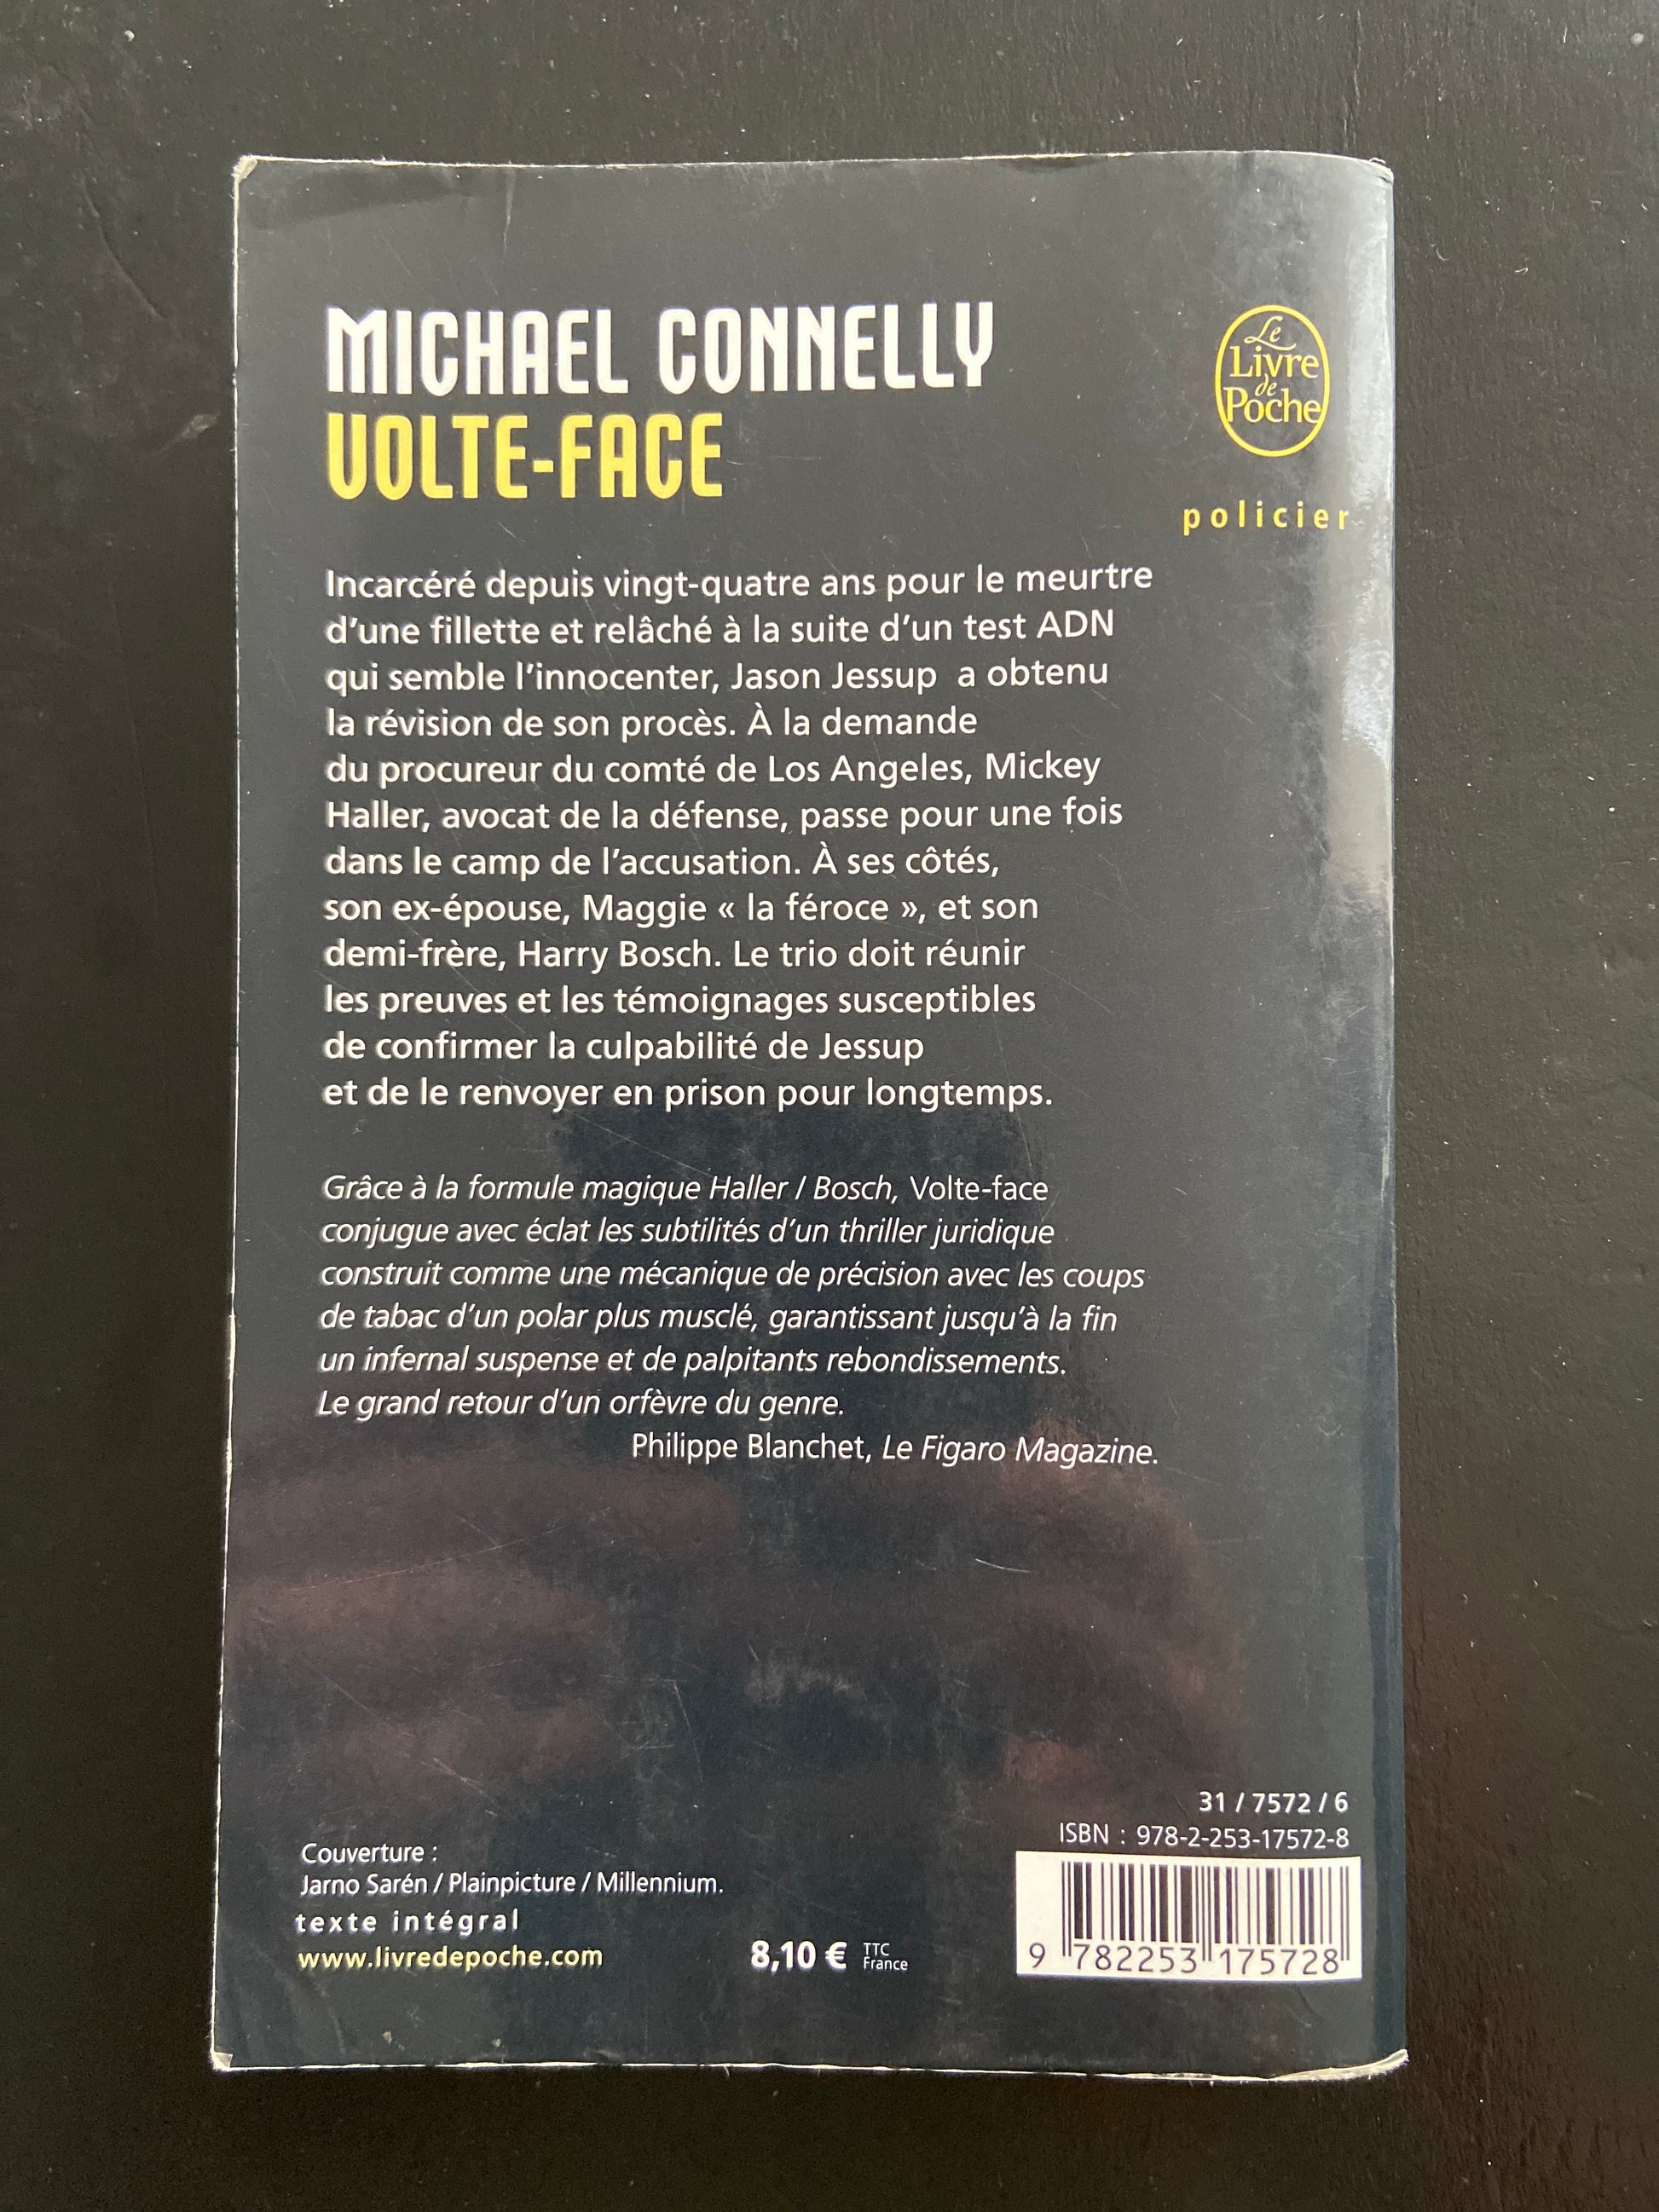 MICHAEL CONNELLY
VOLTE-FACE
Le
Livre
de
Poche
policier
Incarcéré depuis vingt-quatre ans pour le meurtre
d'une fillette et relâché à la suite d'un test ADN
qui semble l'innocenter, Jason Jessup  a obtenu
la révision de son procès. À la demande
du procureur du comté de Los Angeles, Mickey
Haller, avocat de la défense, passe pour une fois
dans le camp de l'accusation. À ses côtés,
son ex-épouse, Maggie « la féroce », et son
demi-frère, Harry Bosch. Le trio doit réunir
les preuves et les témoignages susceptibles
de confirmer la culpabilité de Jessup
et de le renvoyer en prison pour longtemps.
Grâce à la formule magique Haller / Bosch, Volte-face
conjugue avec éclat les subtilités d'un thriller juridique
construit comme une mécanique de précision avec les coups
de tabac d'un polar plus musclé, garantissant jusqu'à la fin
un infernal suspense et de palpitants rebondissements.
Le grand retour d'un orfèvre du genre.
Philippe Blanchet, Le Figaro Magazine.
Couverture :
Jarno Sarén / Plainpicture / Millennium.
texte intégral
www.livredepoche.com
8,10 € TTC
France
31 / 7572 / 6
ISBN : 978-2-253-17572-8
9 782253 175728